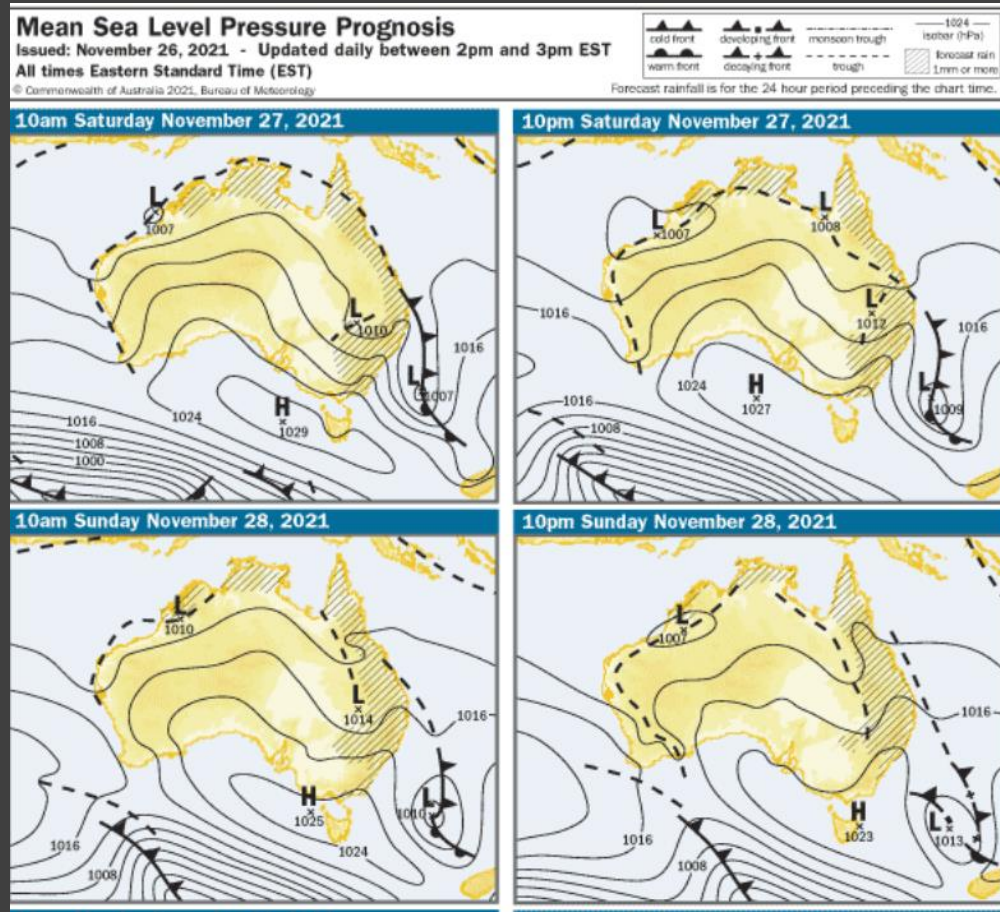 Mean Sea Level Pressure Prognosis
Issued: November 26, 2021 - Updated daily between 2pm and 3pm EST
All times Eastern Standard Time (EST)
© Commonwealth of Australia 2021, Bureau of Meteorology
cold front
developing front
monsoon trough
1024
isobar (hPa)
warm front
decaying front
trough
forecast rain
1mm or more
Forecast rainfall is for the 24 hour period preceding the chart time.
10am Saturday November 27, 2021
L
1007
L
1010
1016
L
1007
H
1029
1024
1016
1008
1000
10pm Saturday November 27, 2021
L
1007
L
1008
L
1012
1016
1016
1024
H
1027
L
1009
1016
1008
10am Sunday November 28, 2021
L
1010
L
1014
1016
H
1025
L
1010
1024
1016
1008
10pm Sunday November 28, 2021
L
1007
1016
H
1023
L
1013
1016
1008